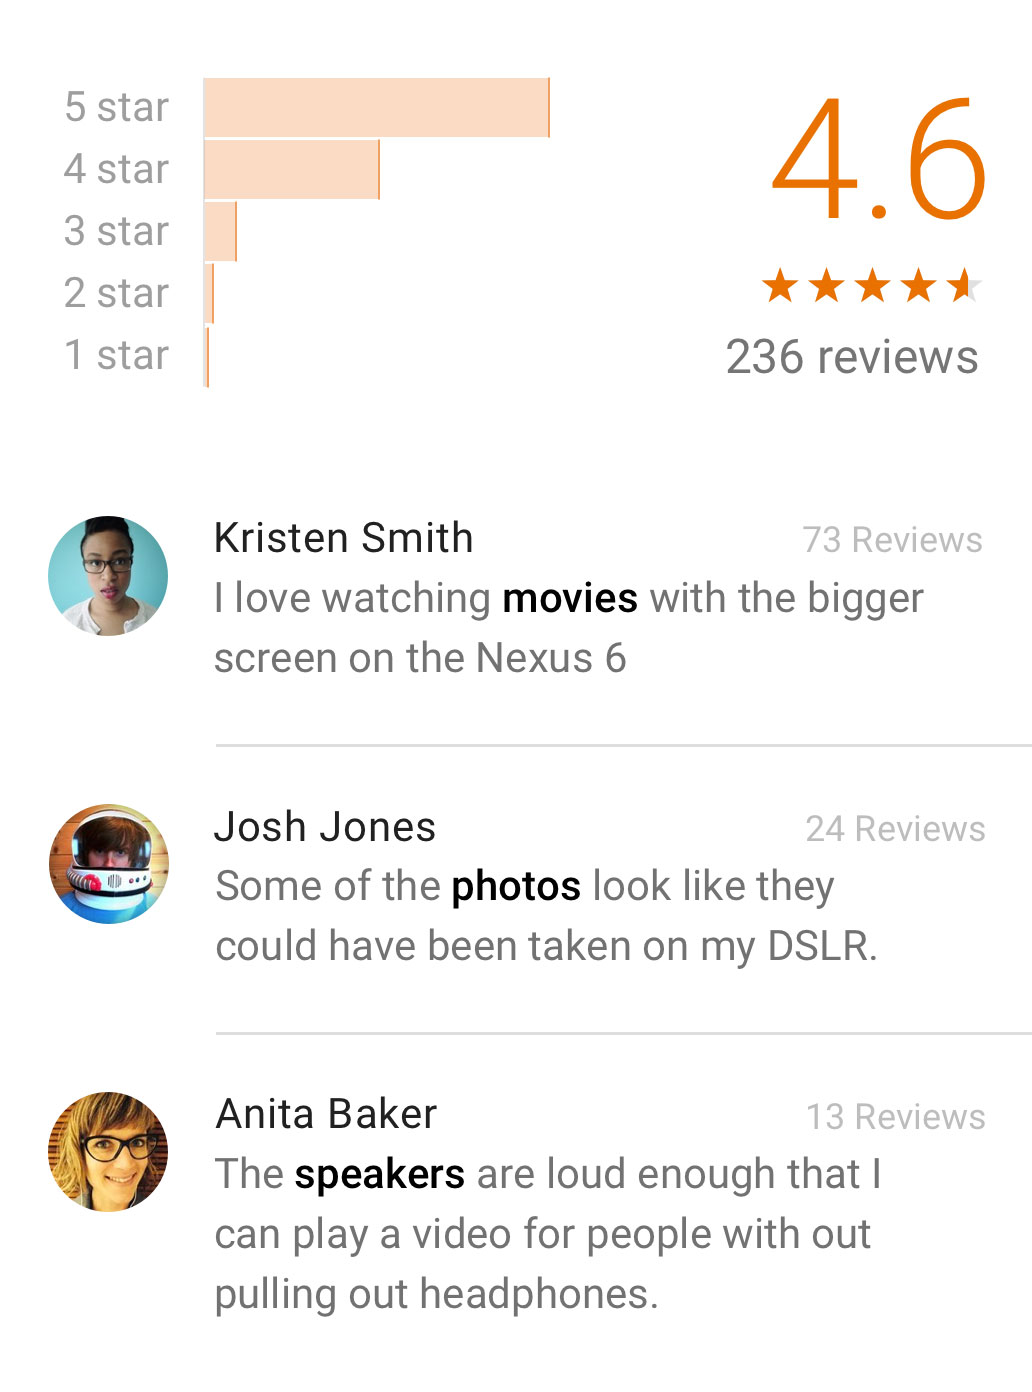 5 star
4 star
3 star
2 star
1 star
4.6
236 reviews
Kristen Smith
73 Reviews
I love watching movies with the bigger
screen on the Nexus 6
Josh Jones
24 Reviews
Some of the photos look like they
could have been taken on my DSLR.
Anita Baker
13 Reviews
The speakers are loud enough that I
can play a video for people with out
pulling out headphones.